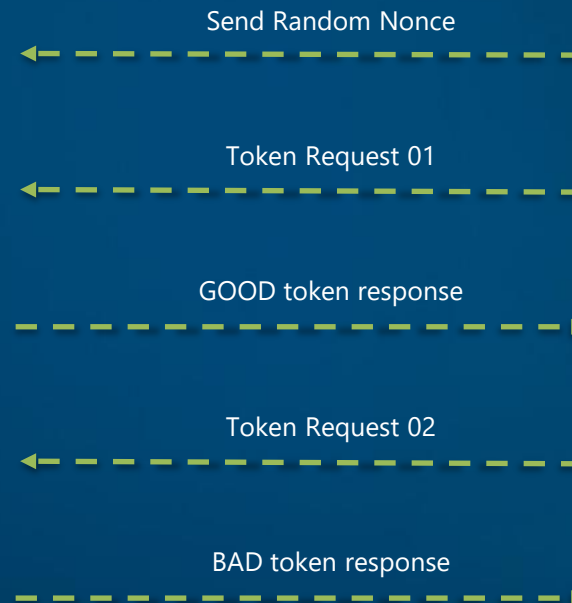 Send Random Nonce
Token Request 01
GOOD token response
Token Request 02
BAD token response